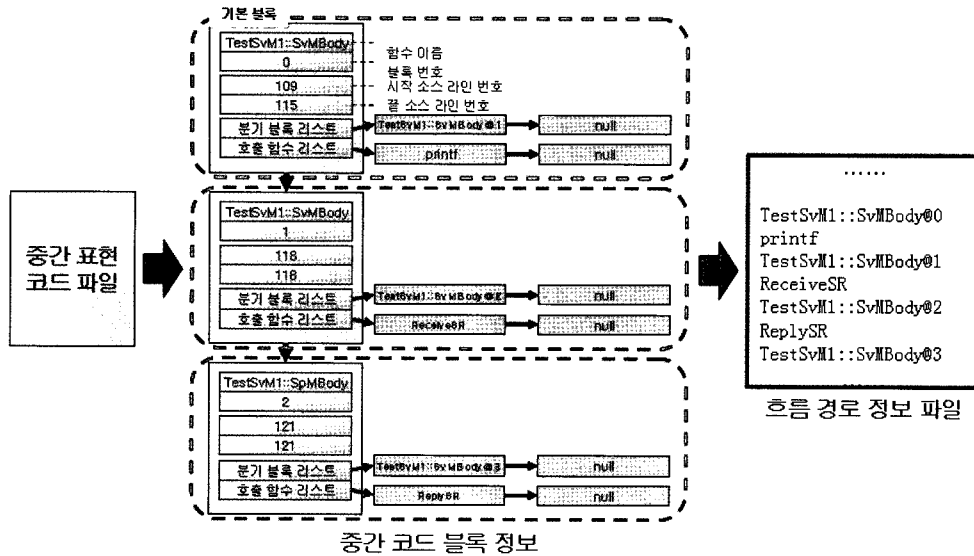 기본 블록
TestSvM1::SvMBody
0
109
115
분기 블록 리스트
호출 함수 리스트
함수 이름
블록 번호
시작 소스 라인 번호
끝 소스 라인 번호
TestSvM1::SvMBody@1
null
printf
null
TestSvM1::SvMBody
1
118
118
분기 블록 리스트
호출 함수 리스트
TestSvM1::SvMBody@2
null
ReceiveSR
null
TestSvM1::SpMBody
2
121
121
분기 블록 리스트
호출 함수 리스트
TestSvM1::SvMBody@3
null
ReplySR
null
중간 표현
코드 파일
......
TestSvM1::SvMBody@0
printf
TestSvM1::SvMBody@1
ReceiveSR
TestSvM1::SvMBody@2
ReplySR
TestSvM1::SvMBody@3
흐름 경로 정보 파일
중간 코드 블록 정보